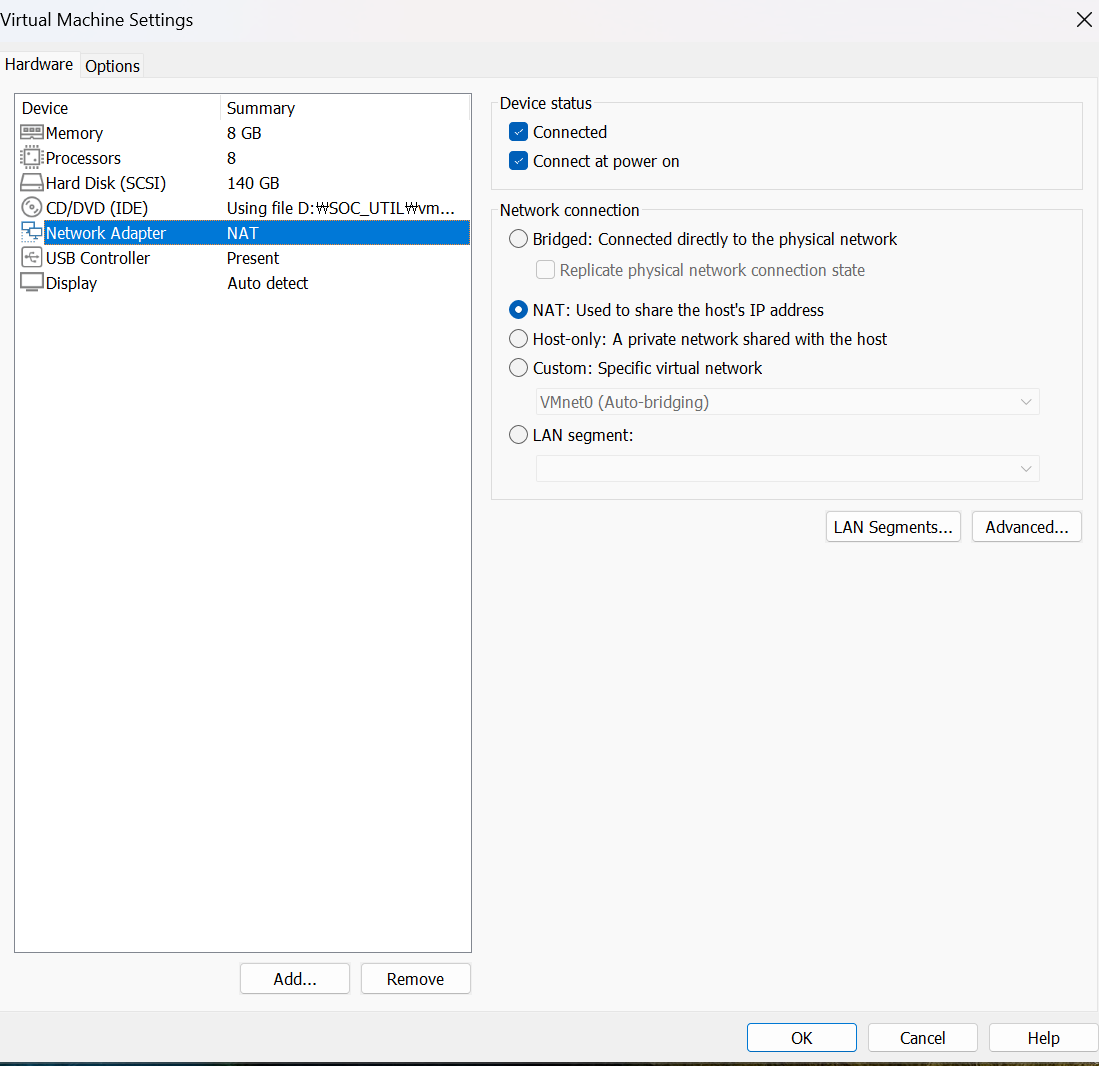 Virtual Machine Settings
Hardware Options
Device Summary
Memory 8 GB
Processors 8
Hard Disk (SCSI) 140 GB
CD/DVD (IDE) Using file D:₩SOC_UTIL₩vm...
Network Adapter NAT
USB Controller Present
Display Auto detect
Add... Remove
Device status
Connected
Connect at power on
Network connection
Bridged: Connected directly to the physical network
Replicate physical network connection state
NAT: Used to share the host's IP address
Host-only: A private network shared with the host
Custom: Specific virtual network
VMnet0 (Auto-bridging)
LAN segment:
LAN Segments... Advanced...
OK Cancel Help